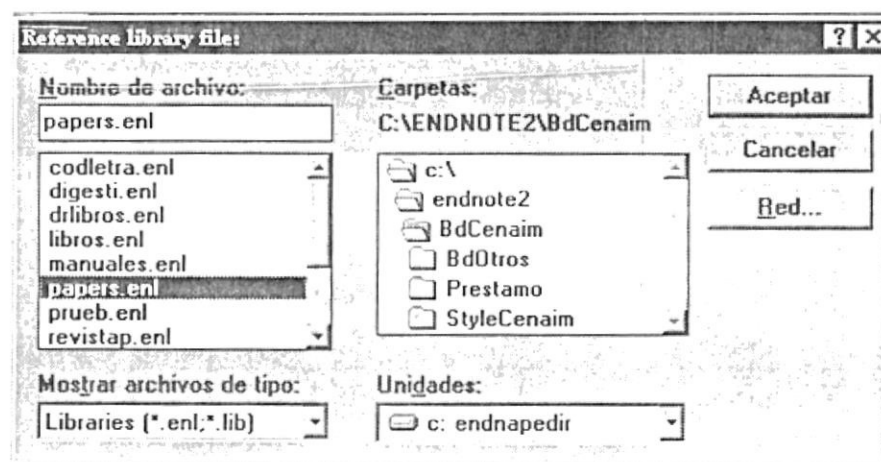 Reference library file:
Nombre de archivo:
papers.enl
codletra.enl
digesti.enl
drlibros.enl
libros.enl
manuales.enl
papers.enl
prueb.enl
revistap.enl
Mostrar archivos de tipo:
Libraries (*.enl;*.lib)
Carpetas:
C:\ENDNOTE2\BdCenaim
c:\
endnote2
BdCenaim
BdOtros
Prestamo
StyleCenaim
Unidades:
c: endnapedir
Aceptar
Cancelar
Red...